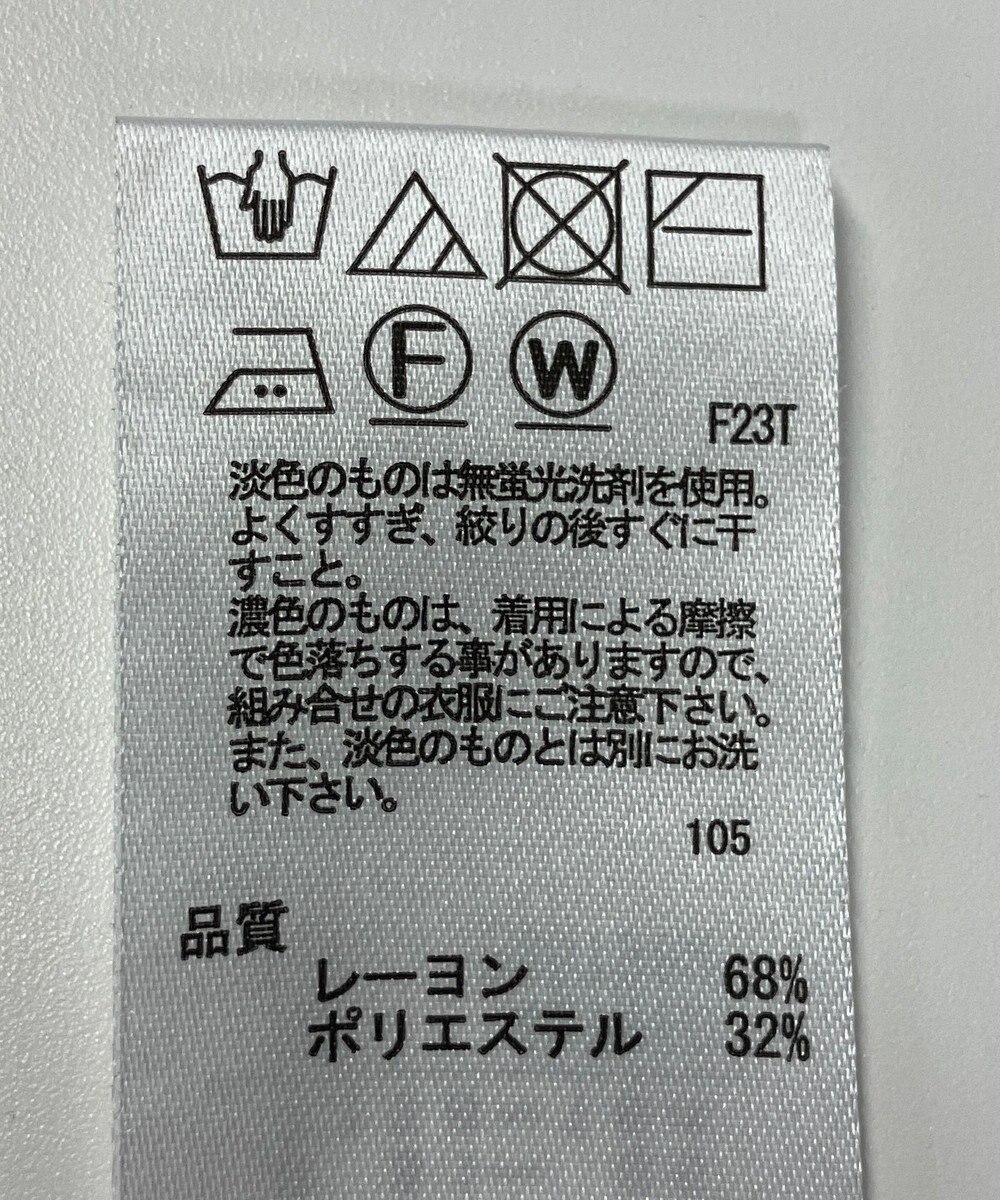 F W
F23T
淡色のものは無蛍光洗剤を使用。
よくすすぎ、絞りの後すぐに干
すこと。
濃色のものは、着用による摩擦
で色落ちする事がありますので、
組み合せの衣服にご注意下さい。
また、淡色のものとは別にお洗
い下さい。
105
品質
レーヨン 68%
ポリエステル 32%